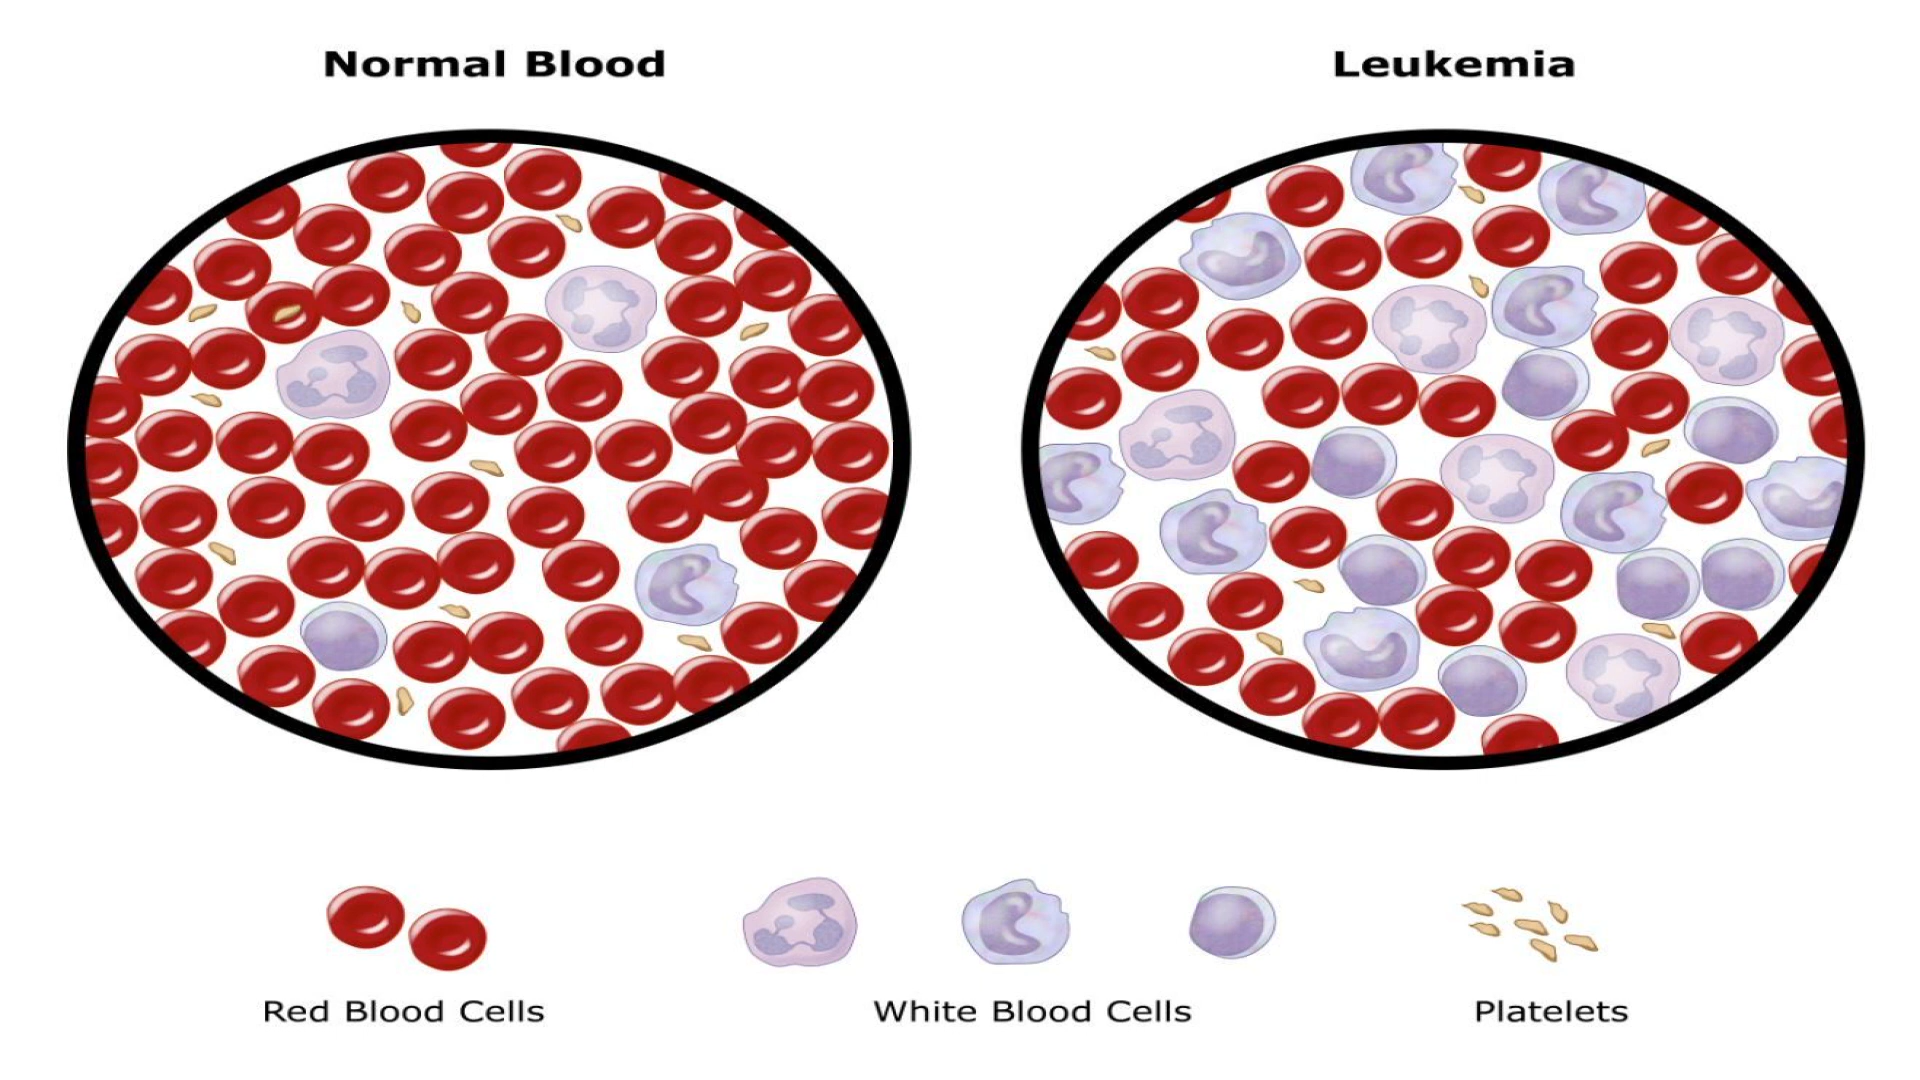 Normal Blood
Leukemia
Red Blood Cells
White Blood Cells
Platelets